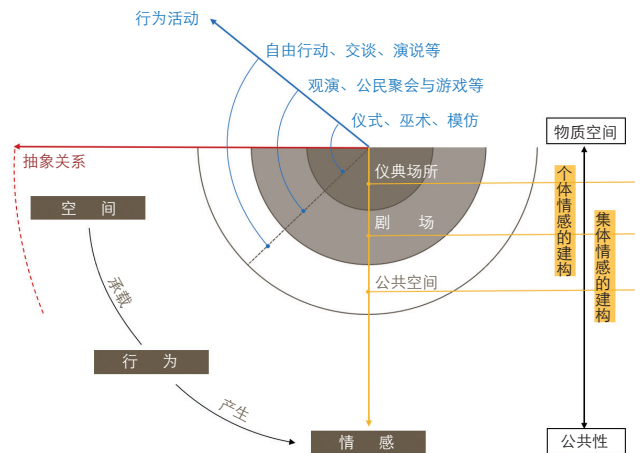 行为活动
自由行动、交谈、演说等
观演、公民聚会与游戏等
仪式、巫术、模仿
物质空间
抽象关系
仪典场所
个体情感的建构
空 间
剧 场
集体情感的建构
公共空间
承载
行 为
产生
情 感
公共性